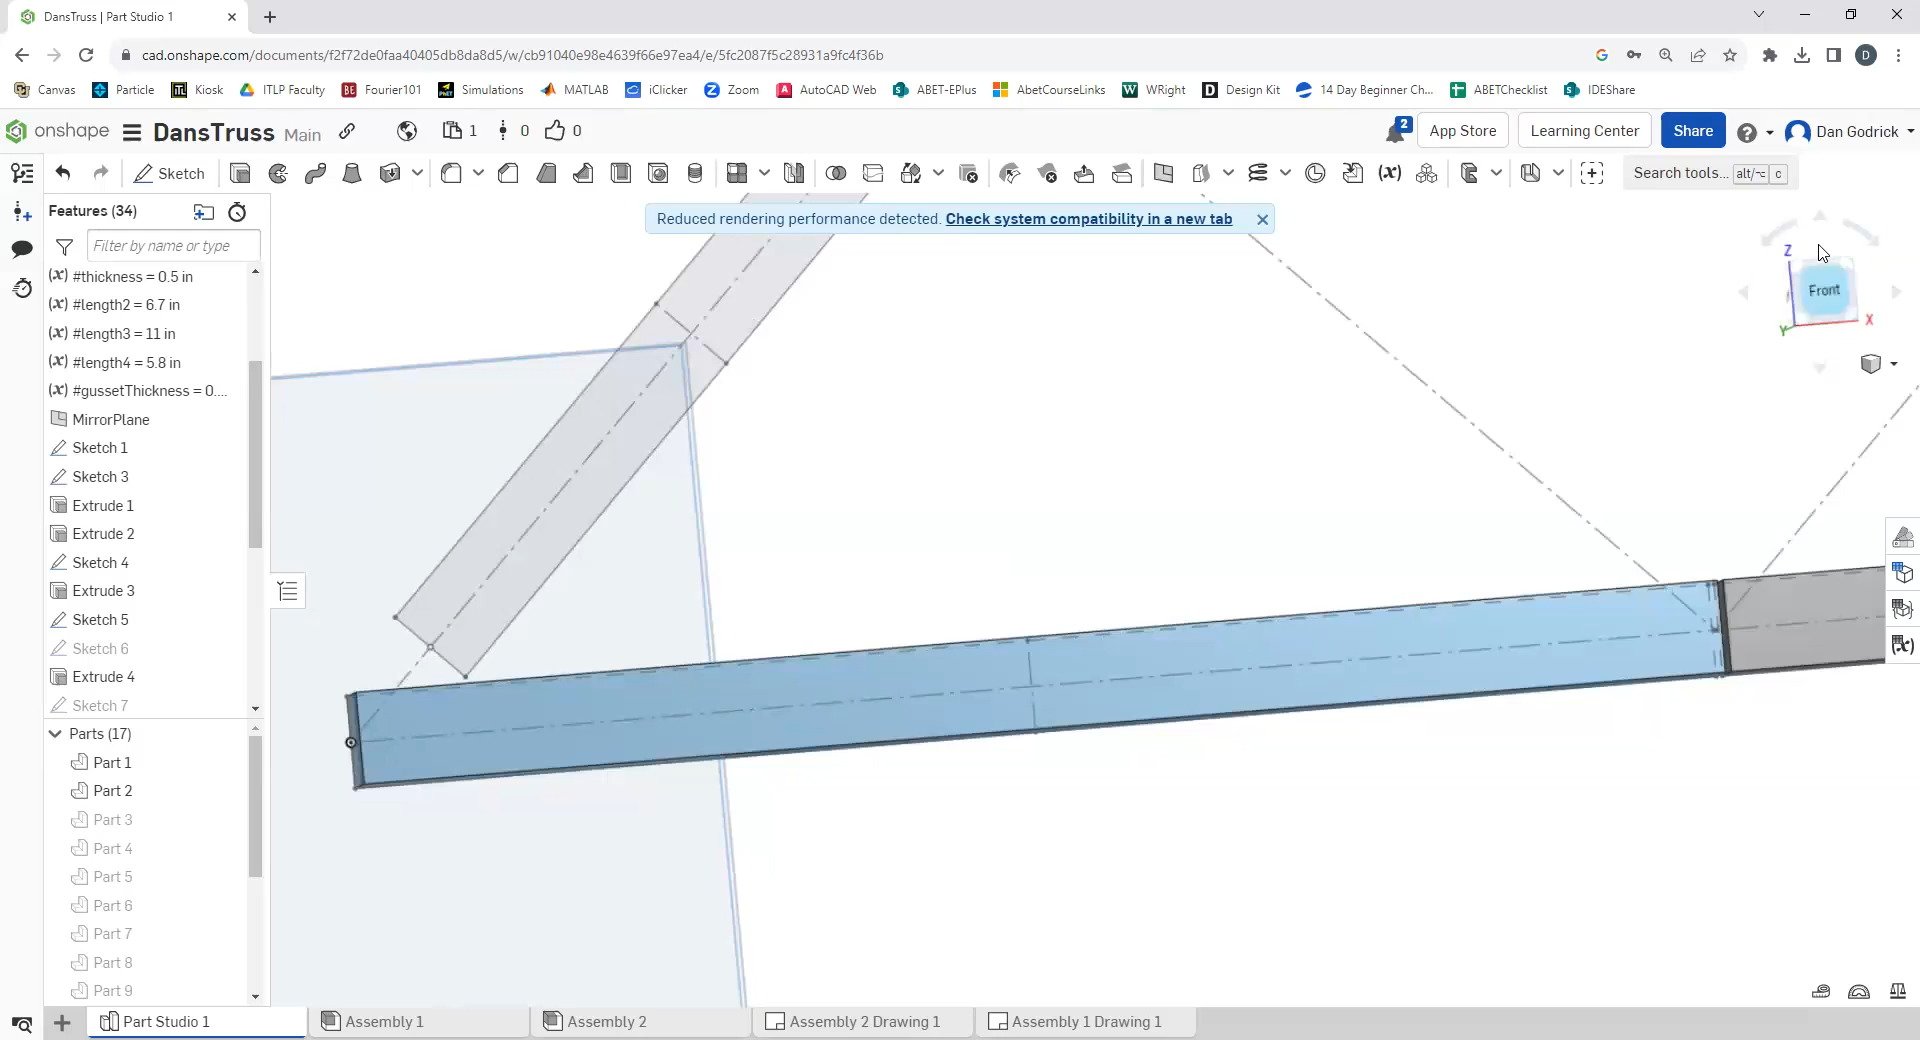 DansTruss | Part Studio 1
cad.onshape.com/documents/f2f72de0faa40405db8da8d5/w/cb91040e98e4639f66e97ea4/e/5fc2087f5c28931a9fc4f36b
D
Canvas Particle Kiosk ITLP Faculty BE Fourier101 Simulations MATLAB iClicker Zoom AutoCAD Web ABET-EPlus AbetCourseLinks WRight Design Kit 14 Day Beginner Ch... ABETChecklist IDEShare
onshape DansTruss Main 1 0 0 2 App Store Learning Center Share Dan Godrick
Sketch (x) Search tools... alt/⌥ c
Features (34)
Reduced rendering performance detected. Check system compatibility in a new tab
Filter by name or type
(x) #thickness = 0.5 in
(x) #length2 = 6.7 in
(x) #length3 = 11 in
(x) #length4 = 5.8 in
(x) #gussetThickness = 0....
MirrorPlane
Sketch 1
Sketch 3
Extrude 1
Extrude 2
Sketch 4
Extrude 3
Sketch 5
Sketch 6
Extrude 4
Sketch 7
Parts (17)
Part 1
Part 2
Part 3
Part 4
Part 5
Part 6
Part 7
Part 8
Part 9
Z
Front
X
Y
(x)
Part Studio 1 Assembly 1 Assembly 2 Assembly 2 Drawing 1 Assembly 1 Drawing 1